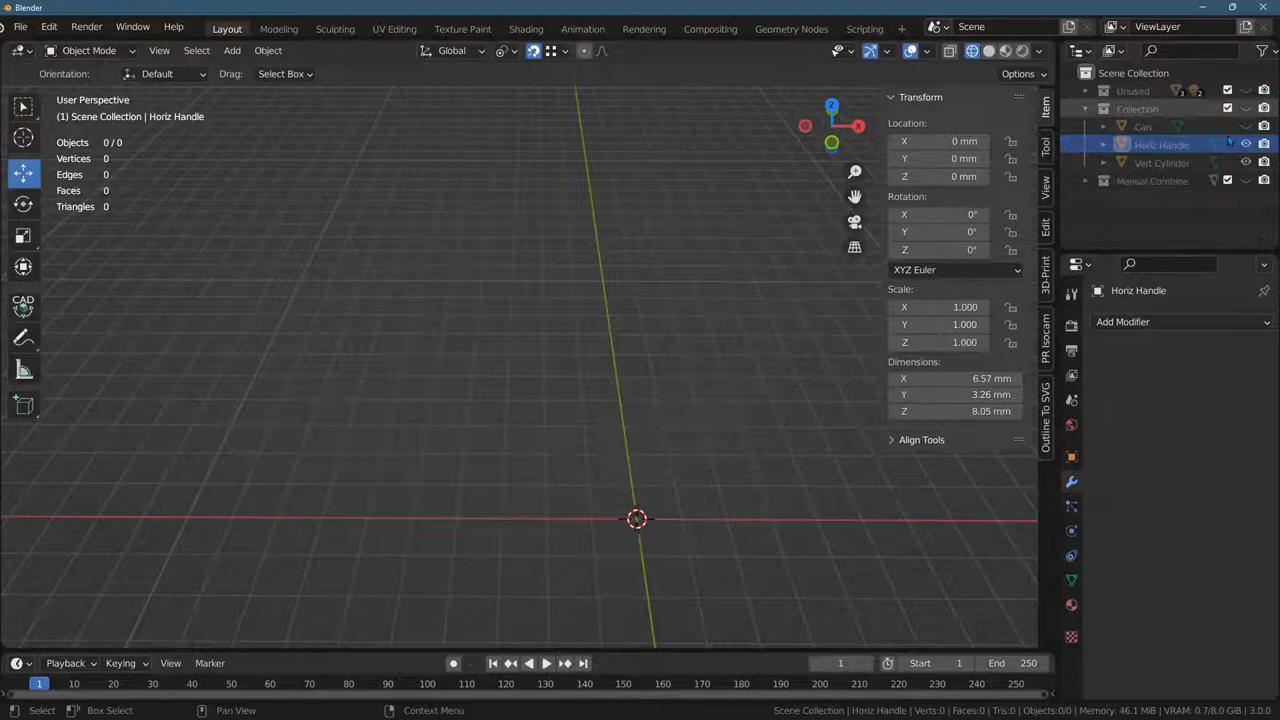 Blender
File Edit Render Window Help Layout Modeling Sculpting UV Editing Texture Paint Shading Animation Rendering Compositing Geometry Nodes Scripting + Scene ViewLayer
Object Mode View Select Add Object Global
Orientation: Default Drag: Select Box Options
User Perspective
(1) Scene Collection | Horiz Handle
Objects 0 / 0
Vertices 0
Edges 0
Faces 0
Triangles 0
CAD
Z
X
Transform
Location:
X 0 mm
Y 0 mm
Z 0 mm
Rotation:
X 0°
Y 0°
Z 0°
XYZ Euler
Scale:
X 1.000
Y 1.000
Z 1.000
Dimensions:
X 6.57 mm
Y 3.26 mm
Z 8.05 mm
Align Tools
Item
Tool
View
Edit
3D-Print
PR Isocam
Outline To SVG
Scene Collection
Unused 3 2
Collection
Can
Horiz Handle
Vert Cylinder
Manual Combine
Horiz Handle
Add Modifier
Playback Keying View Marker 1 Start 1 End 250
1 10 20 30 40 50 60 70 80 90 100 110 120 130 140 150 160 170 180 190 200 210 220 230 240 250
Select Box Select Pan View Context Menu Scene Collection | Horiz Handle | Verts:0 | Faces:0 | Tris:0 | Objects:0/0 | Memory: 46.1 MiB | VRAM: 0.7/8.0 GiB | 3.0.0